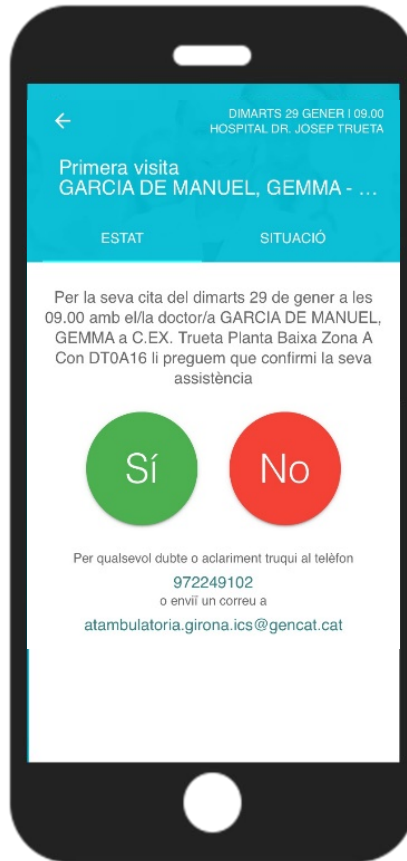 DIMARTS 29 GENER I 09.00
HOSPITAL DR. JOSEP TRUETA
Primera visita
GARCIA DE MANUEL, GEMMA - ...
ESTAT SITUACIÓ
Per la seva cita del dimarts 29 de gener a les
09.00 amb el/la doctor/a GARCIA DE MANUEL,
GEMMA a C.EX. Trueta Planta Baixa Zona A
Con DT0A16 li preguem que confirmi la seva
assistència
Sí No
Per qualsevol dubte o aclariment truqui al telèfon
972249102
o enviï un correu a
atambulatoria.girona.ics@gencat.cat